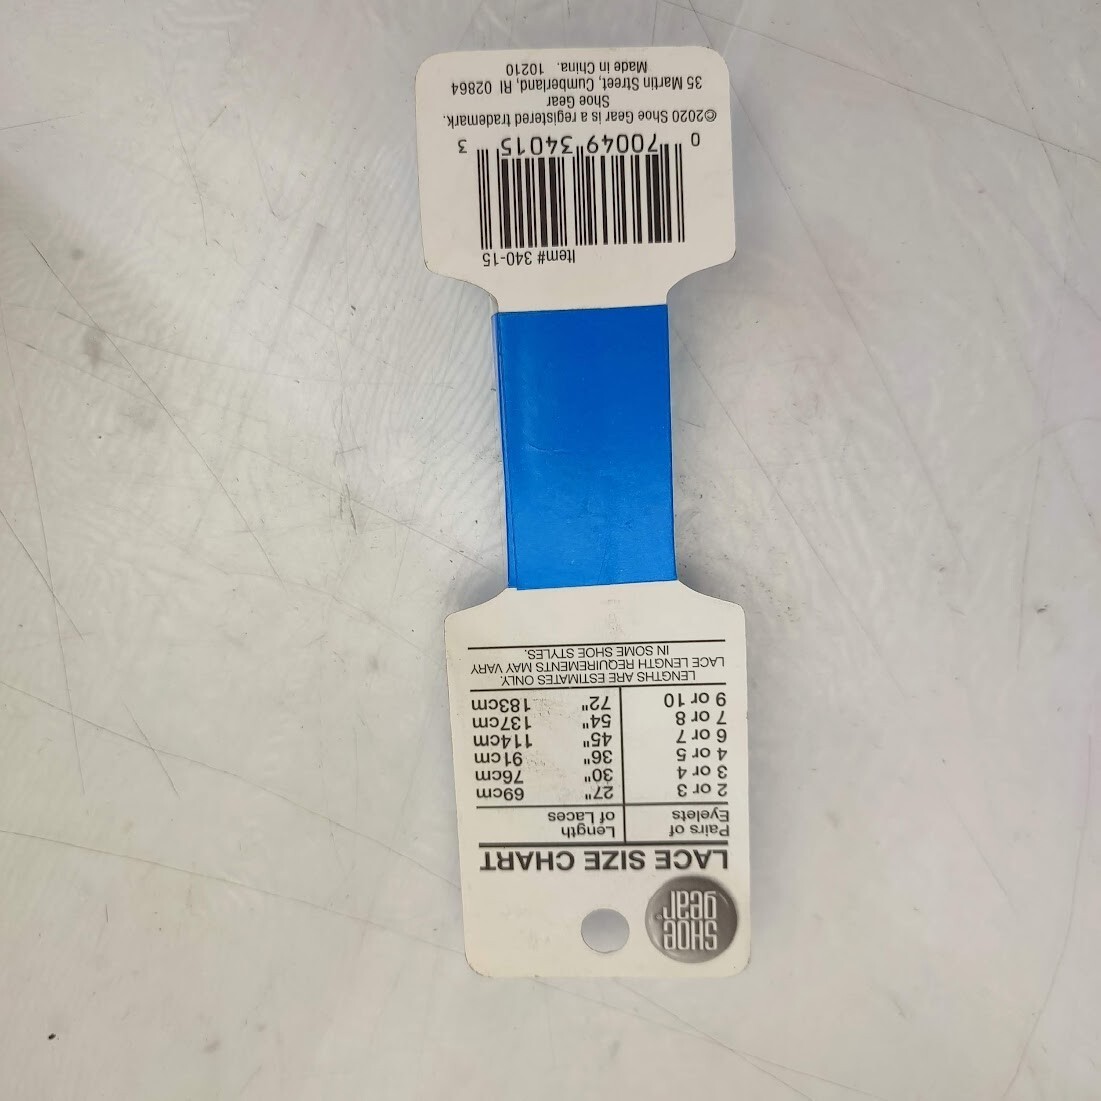 SHOE
gear
LACE SIZE CHART
Pairs of Eyelets Length of Laces
2 or 3 27" 69cm
3 or 4 30" 76cm
4 or 5 36" 91cm
6 or 7 45" 114cm
7 or 8 54" 137cm
9 or 10 72" 183cm
LENGTHS ARE ESTIMATES ONLY.
LACE LENGTH REQUIREMENTS MAY VARY
IN SOME SHOE STYLES.
Item# 340-15
0 70049 34015 3
©2020 Shoe Gear is a registered trademark.
Shoe Gear
35 Martin Street, Cumberland, RI 02864
Made in China. 10210